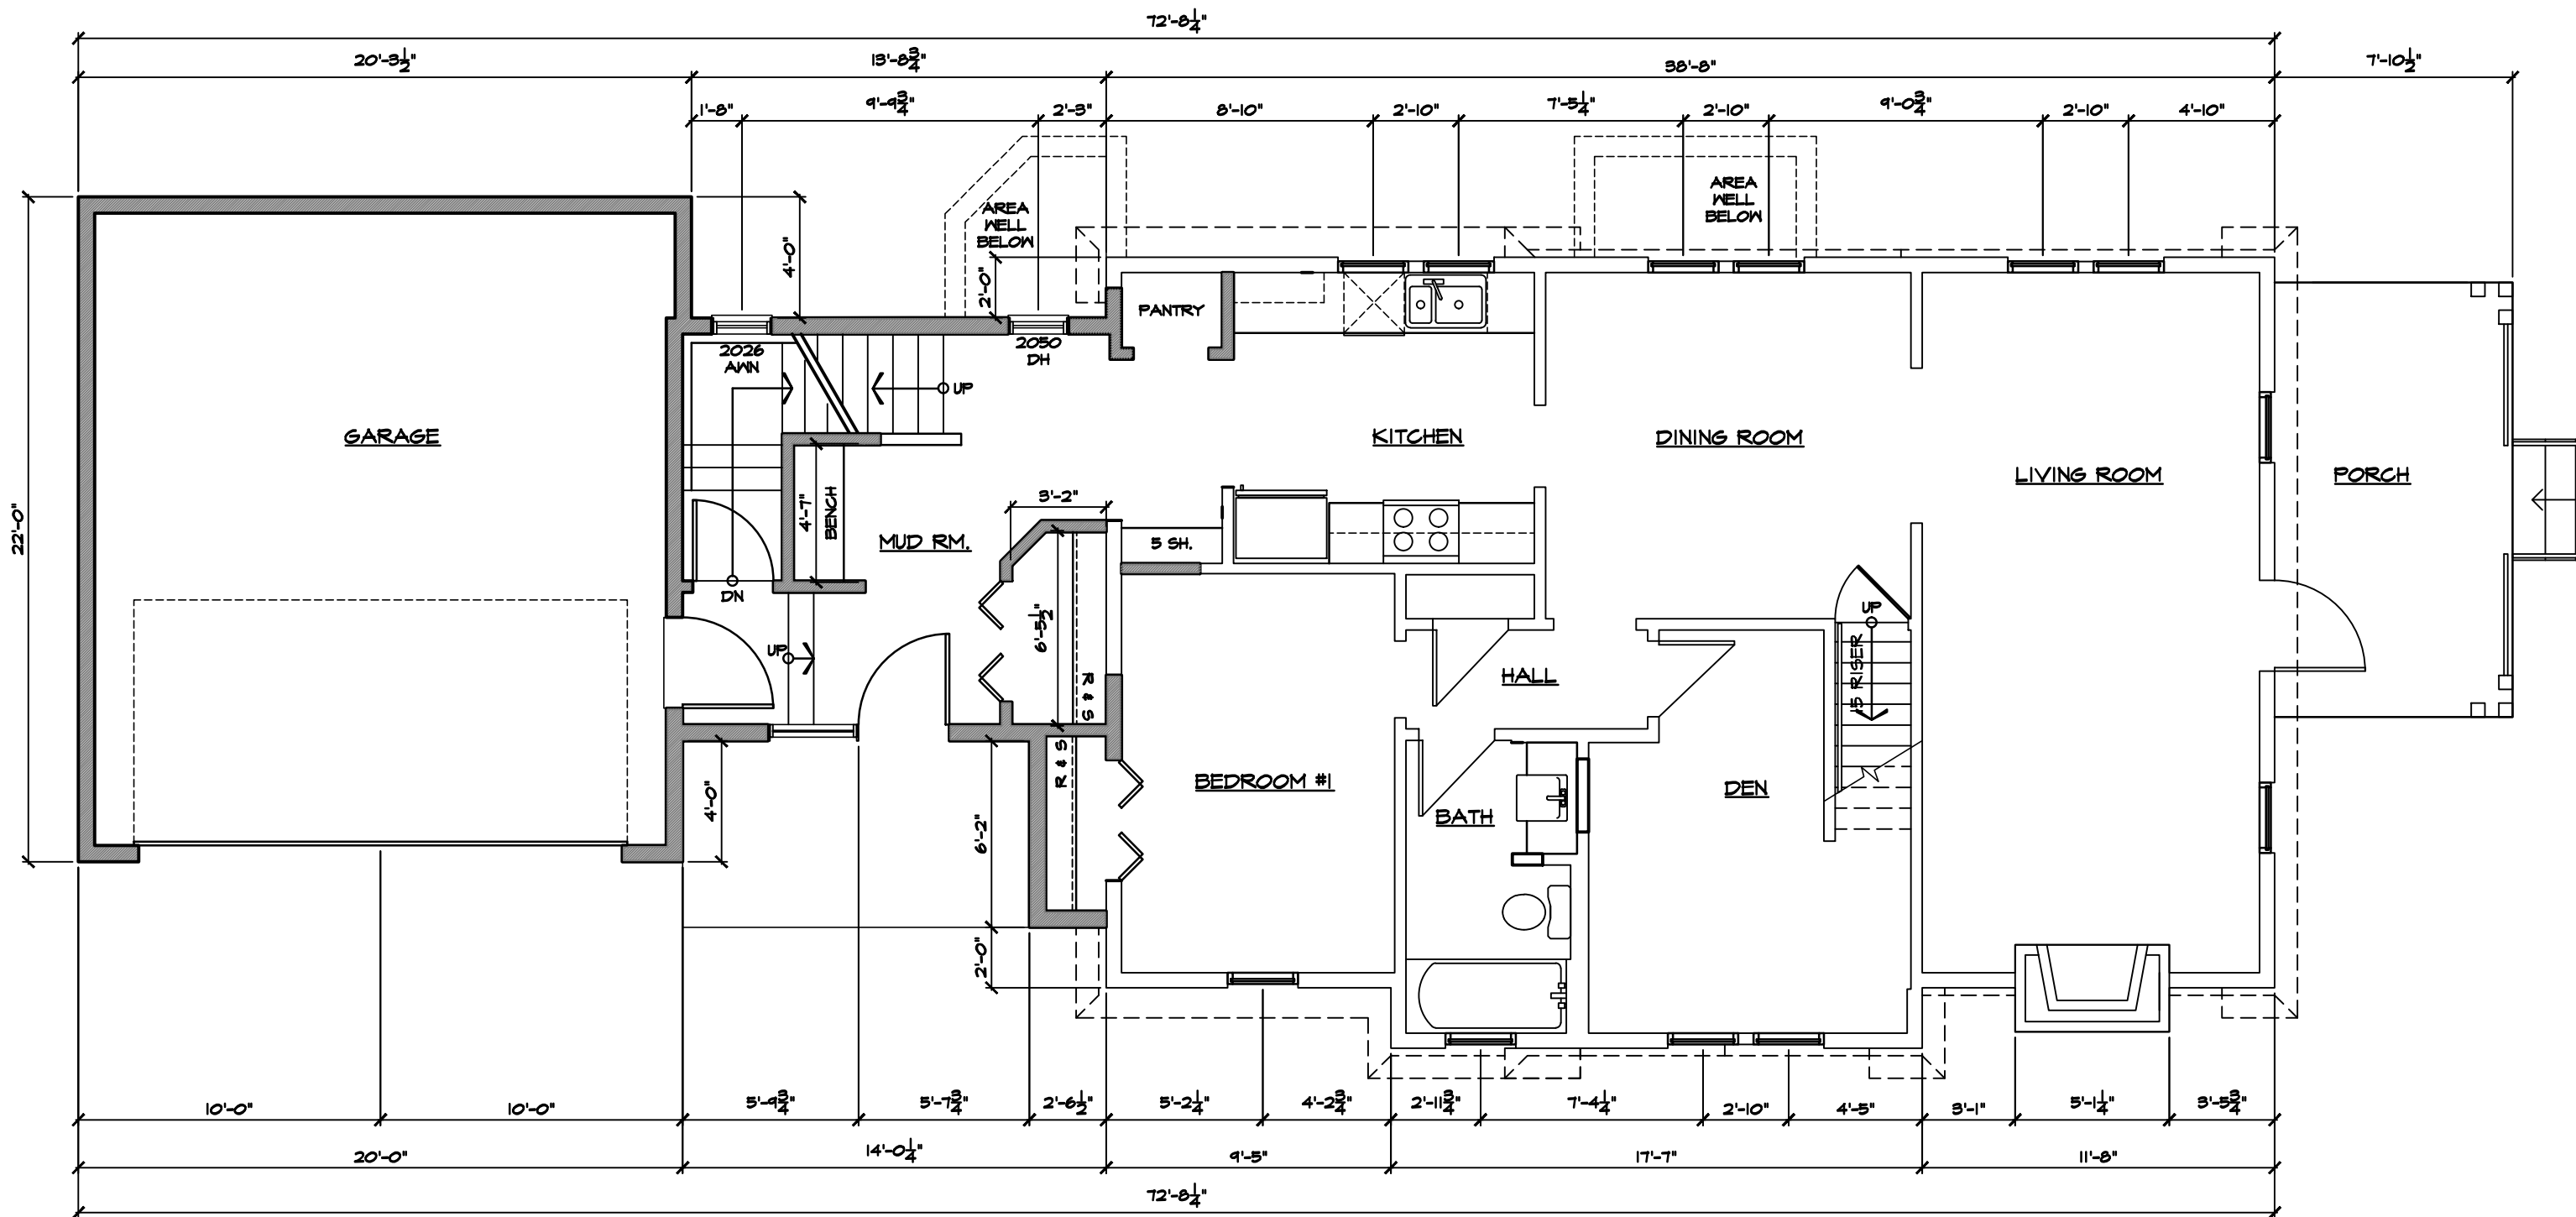 72'-8¼"
20'-3½"
13'-8¾"
38'-8"
7'-10½"
1'-8"
9'-9¾"
2'-3"
8'-10"
2'-10"
7'-5¼"
2'-10"
9'-0¾"
2'-10"
4'-10"
AREA
WELL
BELOW
AREA
WELL
BELOW
4'-0"
2'-0"
PANTRY
2026
AWN
2050
DH
UP
GARAGE
KITCHEN
DINING ROOM
LIVING ROOM
PORCH
22'-0"
4'-7"
BENCH
3'-2"
MUD RM.
5 SH.
DN
UP
6'-5½"
UP
15 RISER
HALL
R & S
R & S
BEDROOM #1
BATH
DEN
4'-0"
6'-2"
2'-0"
10'-0"
10'-0"
5'-9¾"
5'-7¾"
2'-6½"
5'-2¼"
4'-2¾"
2'-11¾"
7'-4¼"
2'-10"
4'-5"
3'-1"
5'-1¼"
3'-5¾"
20'-0"
14'-0¼"
9'-5"
17'-7"
11'-8"
72'-8¼"